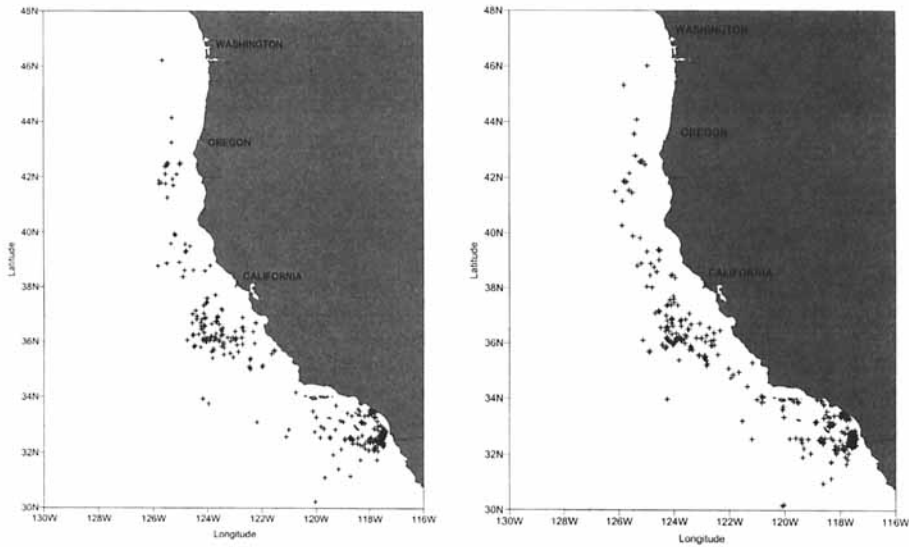 48N
WASHINGTON
46N
44N
OREGON
42N
40N
Latitude
CALIFORNIA
38N
36N
34N
32N
30N
130W 128W 126W 124W 122W 120W 118W 116W
Longitude
48N
WASHINGTON
46N
44N
OREGON
42N
40N
Latitude
CALIFORNIA
38N
36N
34N
32N
30N
130W 128W 126W 124W 122W 120W 118W 116W
Longitude